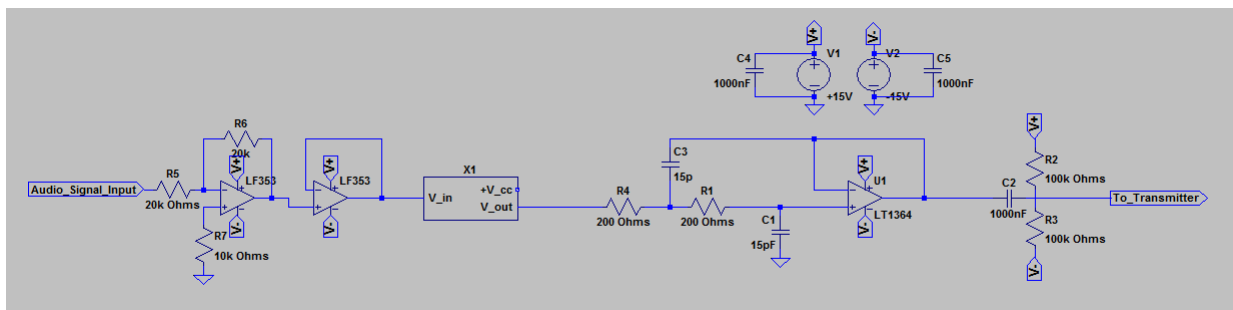 V+
V-
C4
V1
V2
C5
1000nF
1000nF
+15V
-15V
R6
20k
V+
V+
C3
V+
V+
R5
LF353
LF353
X1
15p
U1
R2
Audio_Signal_Input
+V_cc
R4
R1
C2
100k Ohms
V_in
V_out
To_Transmitter
20k Ohms
V-
V-
200 Ohms
200 Ohms
C1
LT1364
1000nF
R3
R7
15pF
V-
100k Ohms
10k Ohms
V-